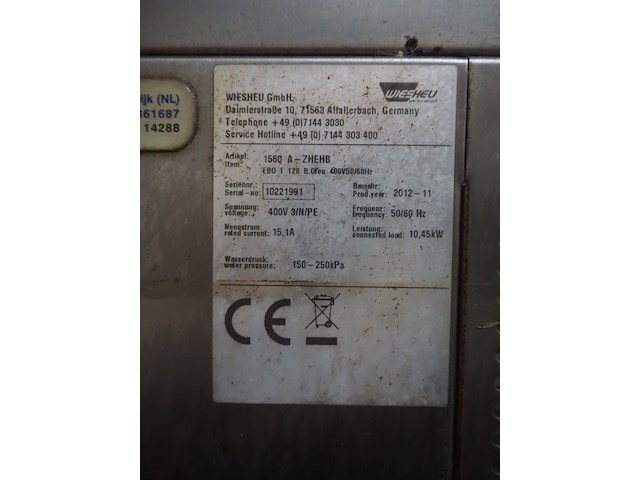 ijk (NL)
61687
14288
WIESHEU GmbH
Daimlerstraße 10, 71563 Affalterbach, Germany
Telephone +49 (0)7144 3030
Service Hotline +49 (0) 7144 303 400
WIESHEU
Artikel:
Item:
1560 A-ZHEHB
EBO 1 128 B.Oreu 400V50/60Hz
Seriennr.
Serial-no:
10221991
Baujahr:
Prod.year:
2012-11
Spannung
voltage:
400V 3/N/PE
Frequenz:
frequency:
50/60 Hz
Nennstrom:
rated current:
15,1A
Leistung:
connected load:
10,45kW
Wasserdruck:
water pressure:
150-250kPa
CE